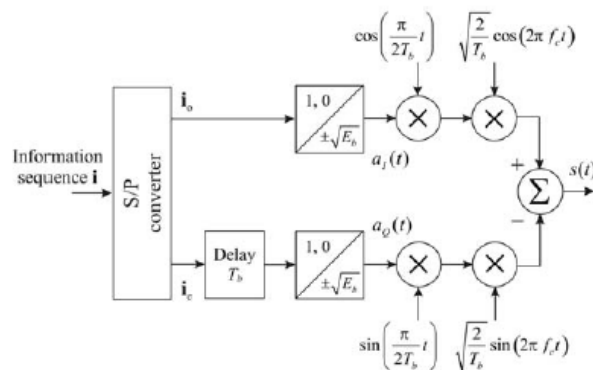 cos(π/2T_b t)
√2/T_b cos(2π f_c t)
i_o
1, 0
±√E_b
a_I(t)
Information
sequence i
S/P
converter
+
Σ
s(t)
−
i_e
Delay
T_b
1, 0
±√E_b
a_Q(t)
sin(π/2T_b t)
√2/T_b sin(2π f_c t)